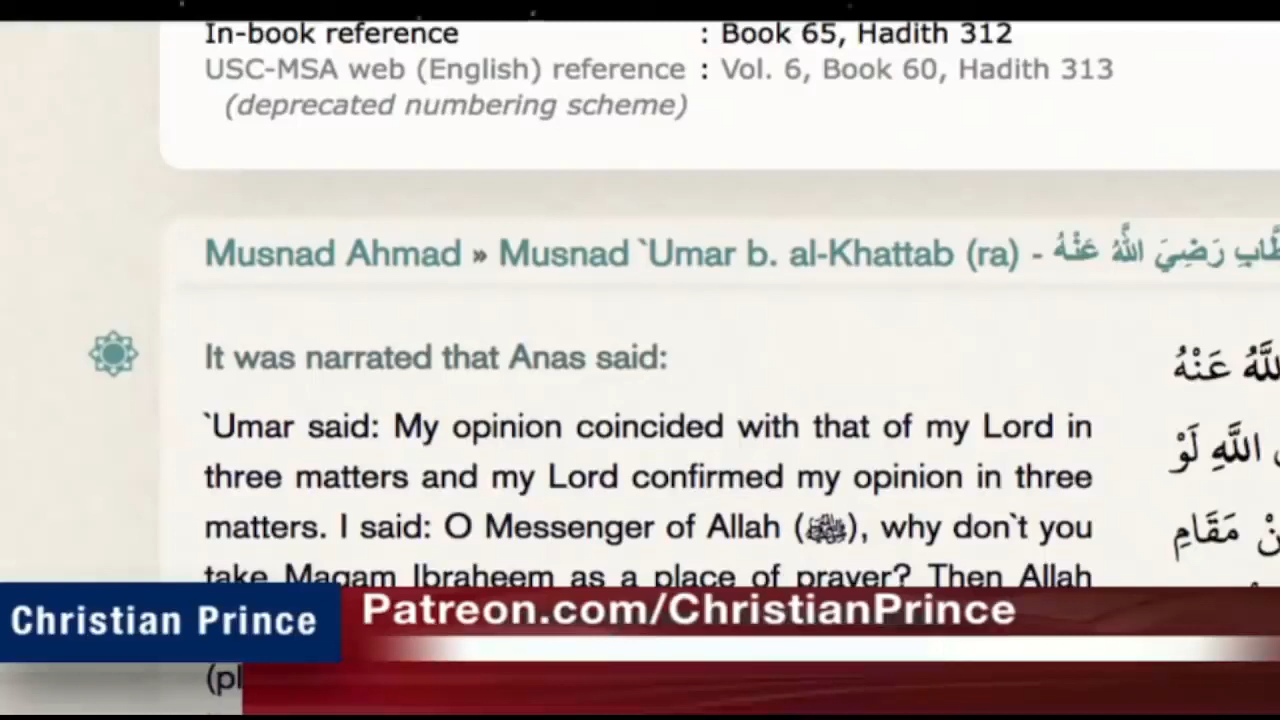 In-book reference : Book 65, Hadith 312
USC-MSA web (English) reference : Vol. 6, Book 60, Hadith 313
(deprecated numbering scheme)
Musnad Ahmad » Musnad `Umar b. al-Khattab (ra) - رَضِيَ اللَّهُ عَنْهُ
It was narrated that Anas said:
عَنْهُ
`Umar said: My opinion coincided with that of my Lord in
three matters and my Lord confirmed my opinion in three
اللَّهِ لَوْ
matters. I said: O Messenger of Allah (ﷺ), why don`t you
مَقَامِ
take Maqam Ibraheem as a place of prayer? Then Allah
Christian Prince
Patreon.com/ChristianPrince